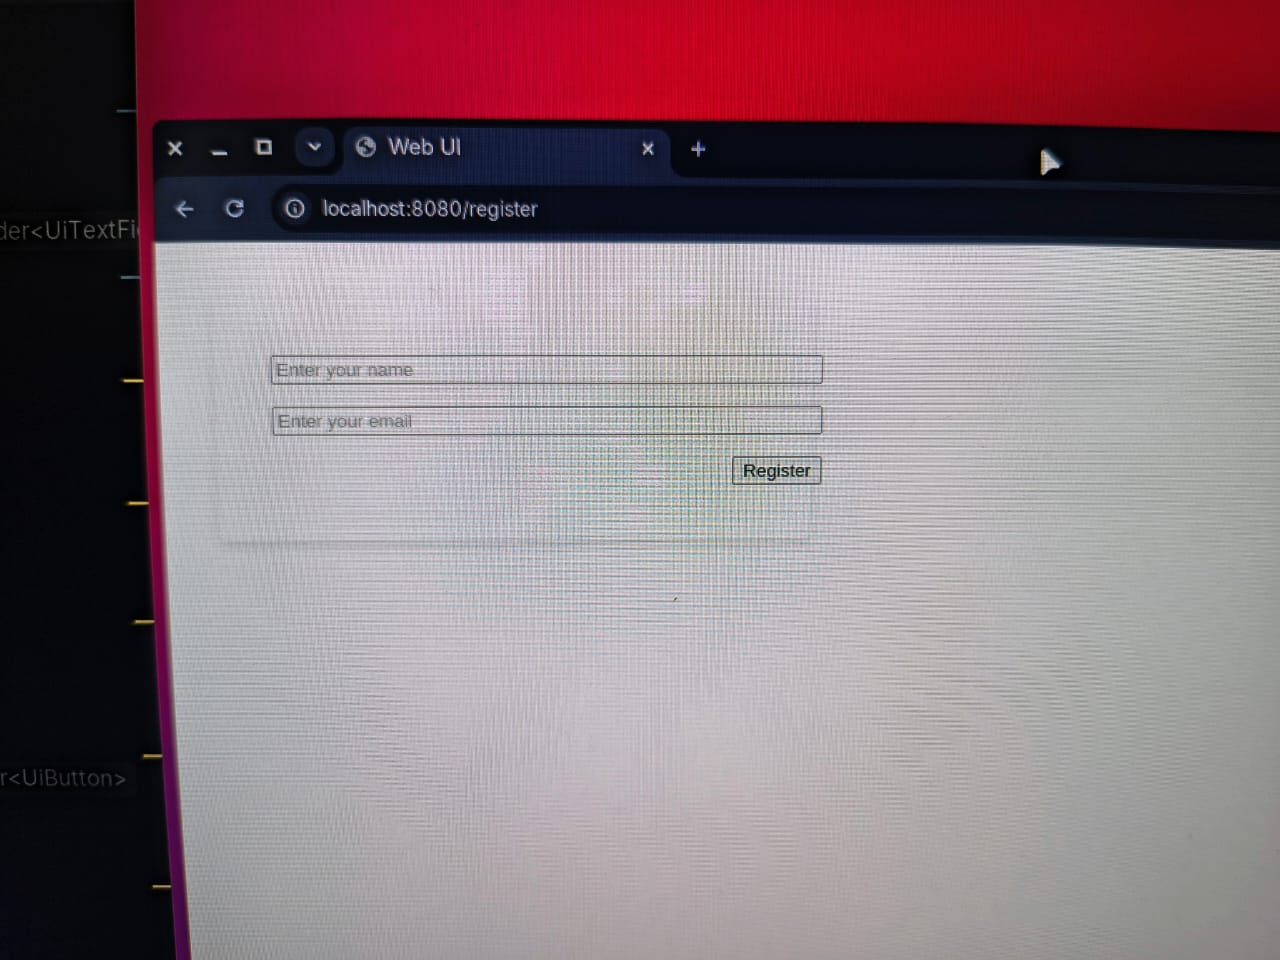 Web UI
localhost:8080/register
der<UiTextFi
Enter your name
Enter your email
Register
r<UiButton>